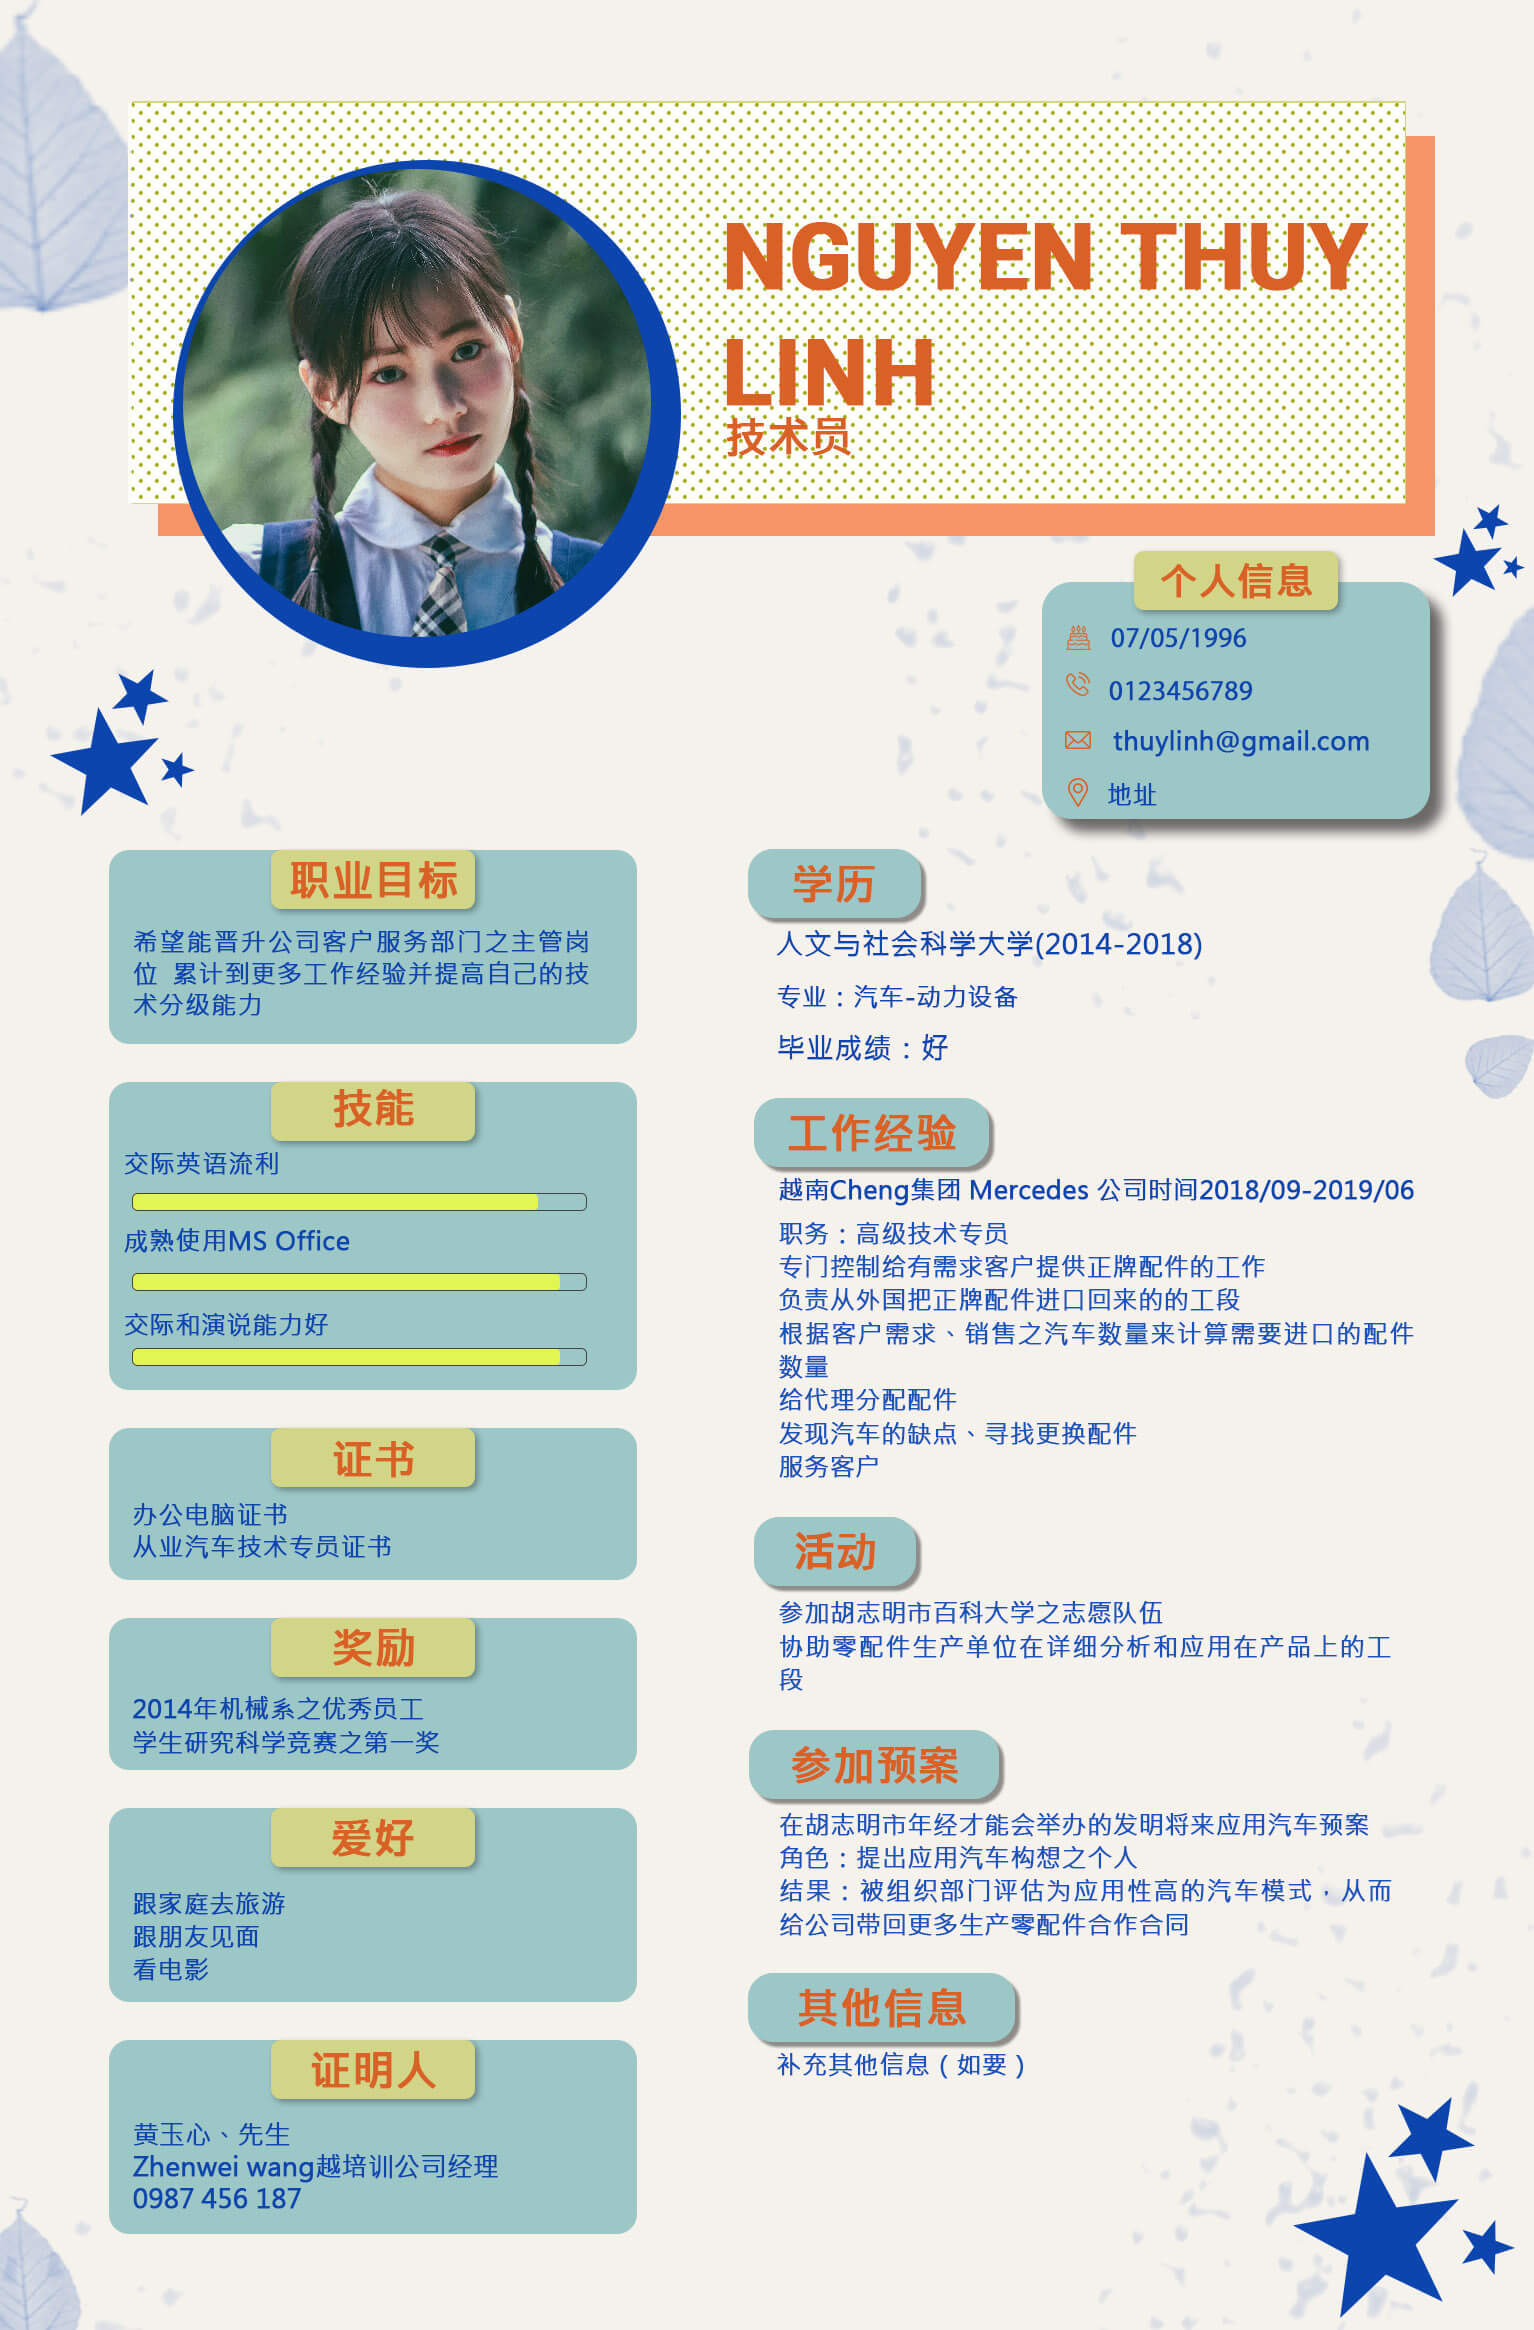 NGUYEN THUY
LINH
技术员
个人信息
07/05/1996
0123456789
thuylinh@gmail.com
地址
职业目标
希望能晋升公司客户服务部门之主管岗
位 累计到更多工作经验并提高自己的技
术分级能力
技能
交际英语流利
成熟使用MS Office
交际和演说能力好
证书
办公电脑证书
从业汽车技术专员证书
奖励
2014年机械系之优秀员工
学生研究科学竞赛之第一奖
爱好
跟家庭去旅游
跟朋友见面
看电影
证明人
黄玉心、先生
Zhenwei wang越培训公司经理
0987 456 187
学历
人文与社会科学大学(2014-2018)
专业：汽车-动力设备
毕业成绩：好
工作经验
越南Cheng集团 Mercedes 公司时间2018/09-2019/06
职务：高级技术专员
专门控制给有需求客户提供正牌配件的工作
负责从外国把正牌配件进口回来的的工段
根据客户需求、销售之汽车数量来计算需要进口的配件
数量
给代理分配配件
发现汽车的缺点、寻找更换配件
服务客户
活动
参加胡志明市百科大学之志愿队伍
协助零配件生产单位在详细分析和应用在产品上的工
段
参加预案
在胡志明市年经才能会举办的发明将来应用汽车预案
角色：提出应用汽车构想之个人
结果：被组织部门评估为应用性高的汽车模式，从而
给公司带回更多生产零配件合作合同
其他信息
补充其他信息（如要）